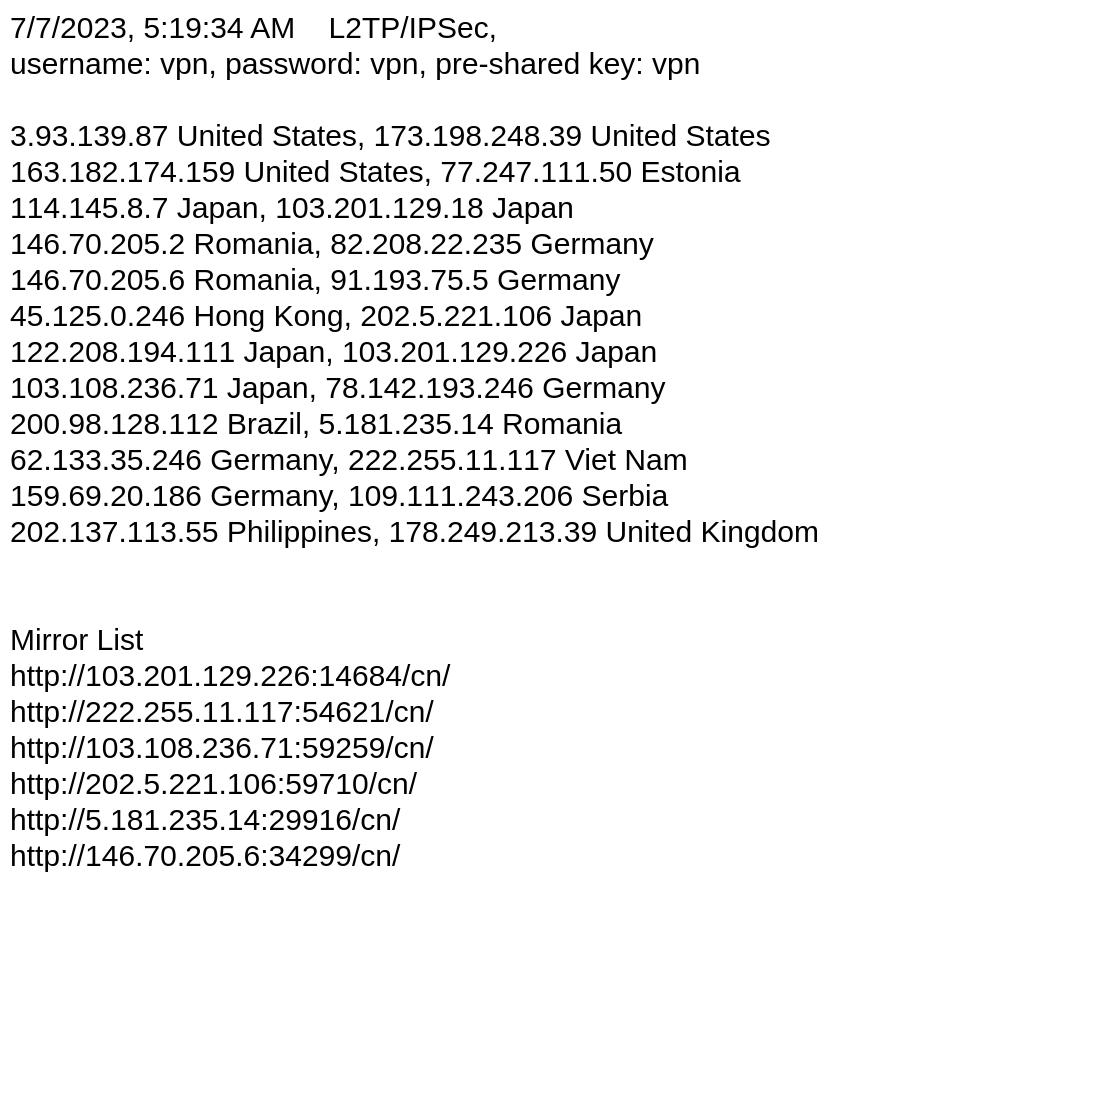 7/7/2023, 5:19:34 AM    L2TP/IPSec,
username: vpn, password: vpn, pre-shared key: vpn
3.93.139.87 United States, 173.198.248.39 United States
163.182.174.159 United States, 77.247.111.50 Estonia
114.145.8.7 Japan, 103.201.129.18 Japan
146.70.205.2 Romania, 82.208.22.235 Germany
146.70.205.6 Romania, 91.193.75.5 Germany
45.125.0.246 Hong Kong, 202.5.221.106 Japan
122.208.194.111 Japan, 103.201.129.226 Japan
103.108.236.71 Japan, 78.142.193.246 Germany
200.98.128.112 Brazil, 5.181.235.14 Romania
62.133.35.246 Germany, 222.255.11.117 Viet Nam
159.69.20.186 Germany, 109.111.243.206 Serbia
202.137.113.55 Philippines, 178.249.213.39 United Kingdom
Mirror List
http://103.201.129.226:14684/cn/
http://222.255.11.117:54621/cn/
http://103.108.236.71:59259/cn/
http://202.5.221.106:59710/cn/
http://5.181.235.14:29916/cn/
http://146.70.205.6:34299/cn/